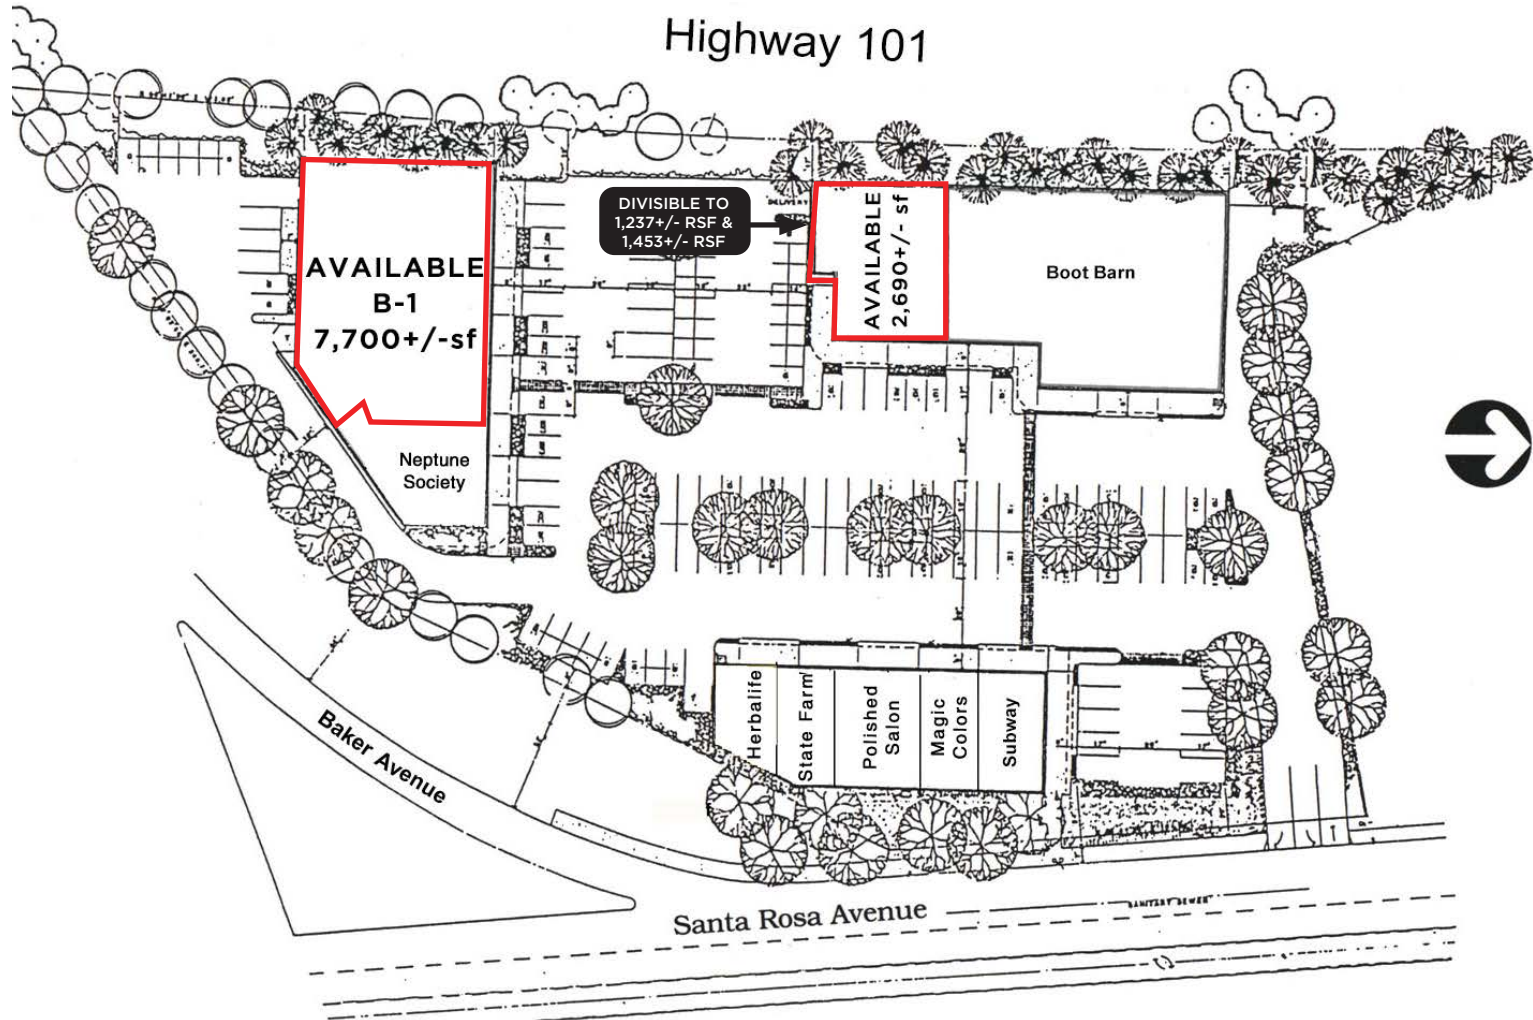 Highway 101
DIVISIBLE TO
1,237+/- RSF &
1,453+/- RSF
DELIVERY
AVAILABLE
2,690+/- sf
Boot Barn
AVAILABLE
B-1
7,700+/-sf
Neptune
Society
Herbalife
State Farm
Polished
Salon
Magic
Colors
Subway
Baker Avenue
Santa Rosa Avenue